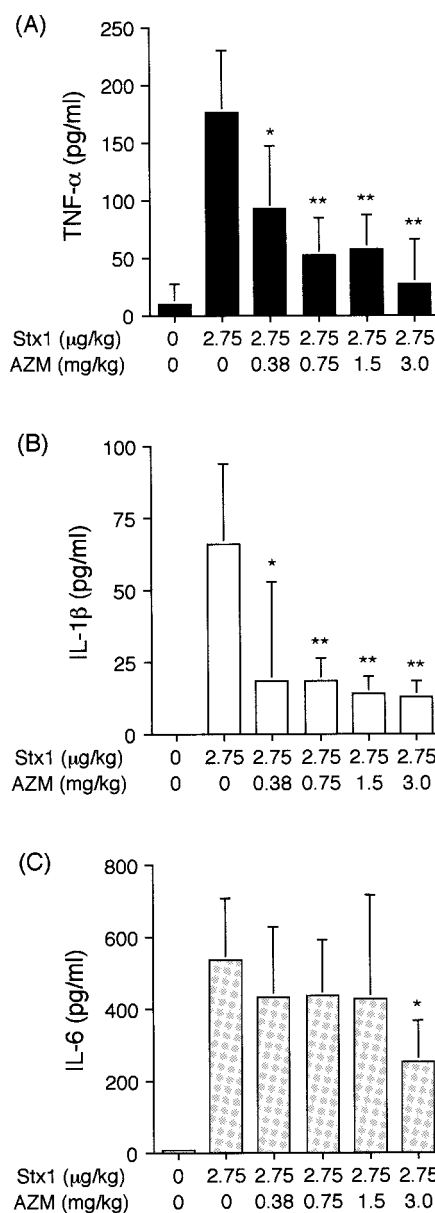 (A)
250
200
150
100
50
0
TNF-α (pg/ml)
*
**
**
**
Stx1 (μg/kg) 0 2.75 2.75 2.75 2.75 2.75
AZM (mg/kg) 0 0 0.38 0.75 1.5 3.0
(B)
100
75
50
25
0
IL-1β (pg/ml)
*
**
**
**
Stx1 (μg/kg) 0 2.75 2.75 2.75 2.75 2.75
AZM (mg/kg) 0 0 0.38 0.75 1.5 3.0
(C)
800
600
400
200
0
IL-6 (pg/ml)
*
Stx1 (μg/kg) 0 2.75 2.75 2.75 2.75 2.75
AZM (mg/kg) 0 0 0.38 0.75 1.5 3.0